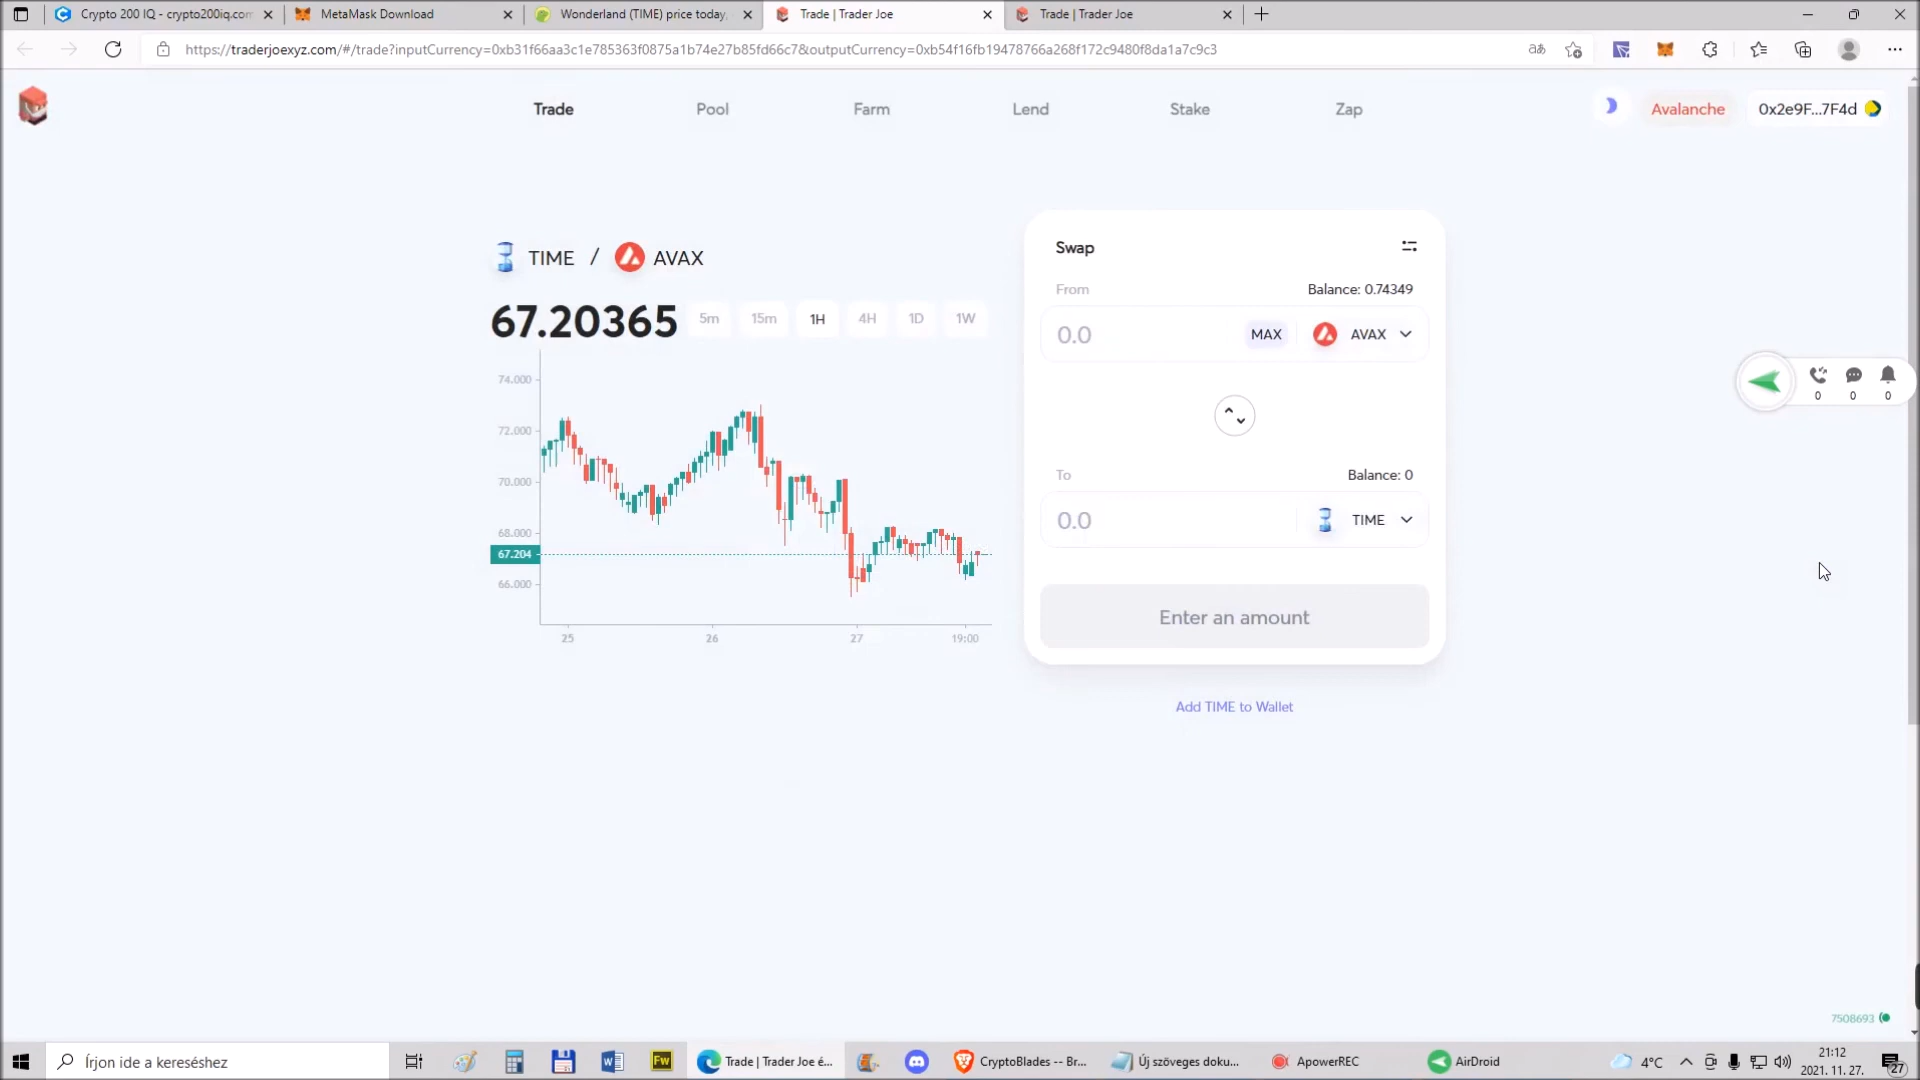 Crypto 200 IQ - crypto200iq.com
MetaMask Download
Wonderland (TIME) price today,
Trade | Trader Joe
Trade | Trader Joe
https://traderjoexyz.com/#/trade?inputCurrency=0xb31f66aa3c1e785363f0875a1b74e27b85fd66c7&outputCurrency=0xb54f16fb19478766a268f172c9480f8da1a7c9c3
Trade
Pool
Farm
Lend
Stake
Zap
Avalanche
0x2e9F...7F4d
TIME / AVAX
67.20365
5m
15m
1H
4H
1D
1W
74.000
72.000
70.000
68.000
67.204
66.000
25
26
27
19:00
Swap
From
Balance: 0.74349
0.0
MAX
AVAX
To
Balance: 0
0.0
TIME
Enter an amount
Add TIME to Wallet
0
0
0
7508693
Írjon ide a kereséshez
Fw
Trade | Trader Joe é...
CryptoBlades -- Br...
Új szöveges doku...
ApowerREC
AirDroid
4°C
21:12
2021. 11. 27.
27